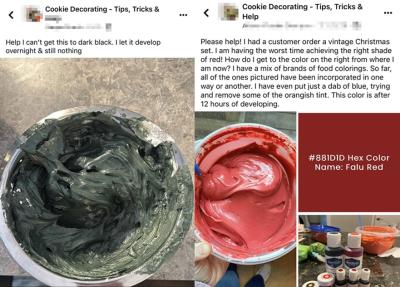 Cookie Decorating - Tips, Tricks &
Help I can't get this to dark black. I let it develop
overnight & still nothing
Cookie Decorating - Tips, Tricks &
Help
Please help! I had a customer order a vintage Christmas
set. I am having the worst time achieving the right shade
of red! How do I get to the color on the right from where I
am now? I have a mix of brands of food colorings. So far,
all of the ones pictured have been incorporated in one
way or another. I have even put just a dab of blue, trying
and remove some of the orangish tint. This color is after
12 hours of developing.
#881D1D Hex Color
Name: Falu Red